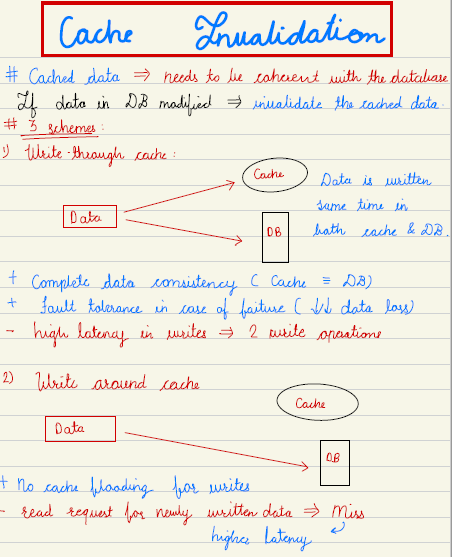 Cache Invalidation
# Cached data ⇒ needs to be coherent with the database
If data in DB modified ⇒ invalidate the cached data.
# 3 schemes:
1) Write-through cache:
Cache
Data is written
same time in
both cache & DB.
Data
DB
+ Complete data consistency (Cache ≡ DB)
+ Fault tolerance in case of failure (↓↓ data loss)
- high latency in writes ⇒ 2 write operations
2) Write around cache
Cache
Data
DB
+ No cache flooding for writes
- read request for newly written data ⇒ Miss
higher latency ↙